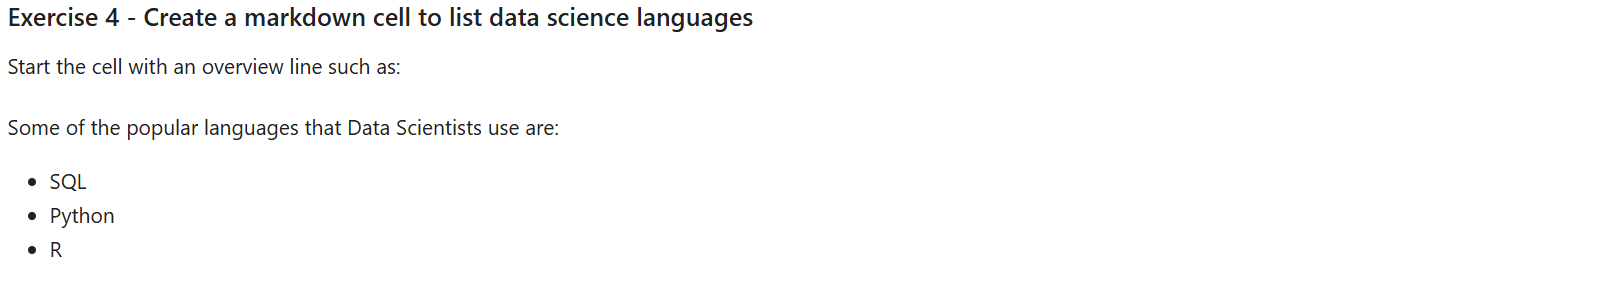 Exercise 4 - Create a markdown cell to list data science languages
Start the cell with an overview line such as:
Some of the popular languages that Data Scientists use are:
• SQL
• Python
• R